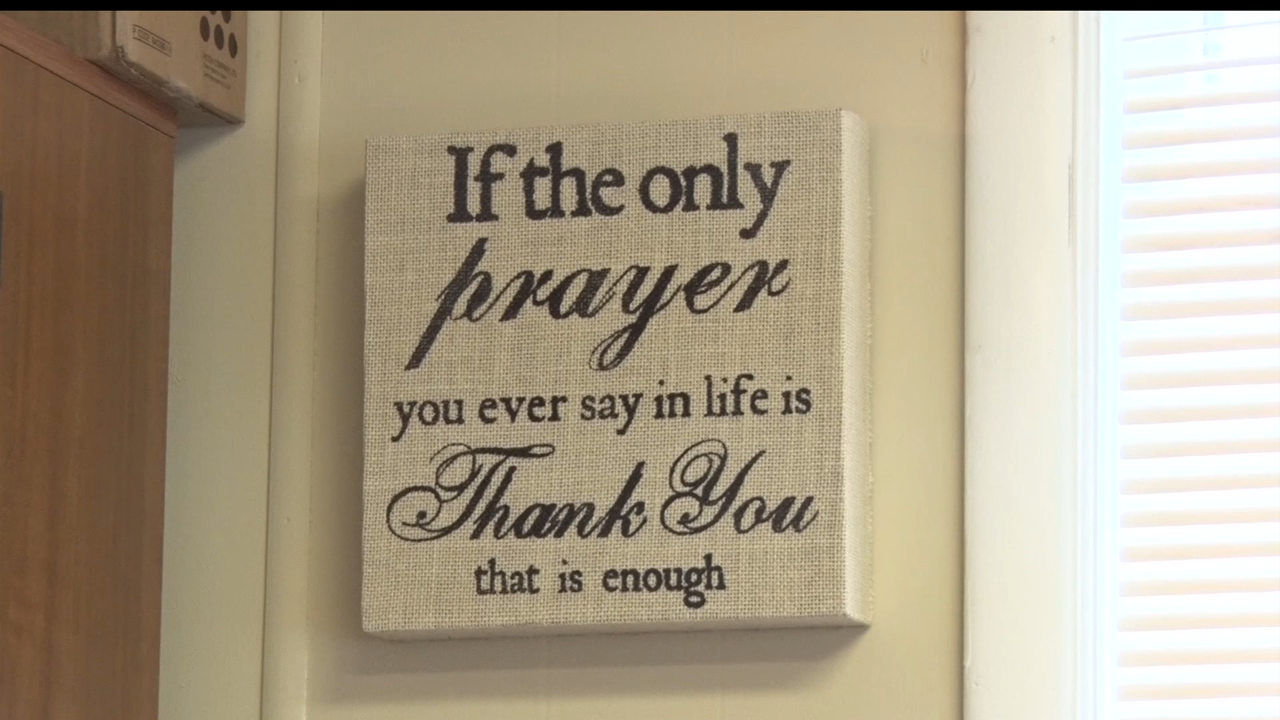 If the only
prayer
you ever say in life is
Thank You
that is enough